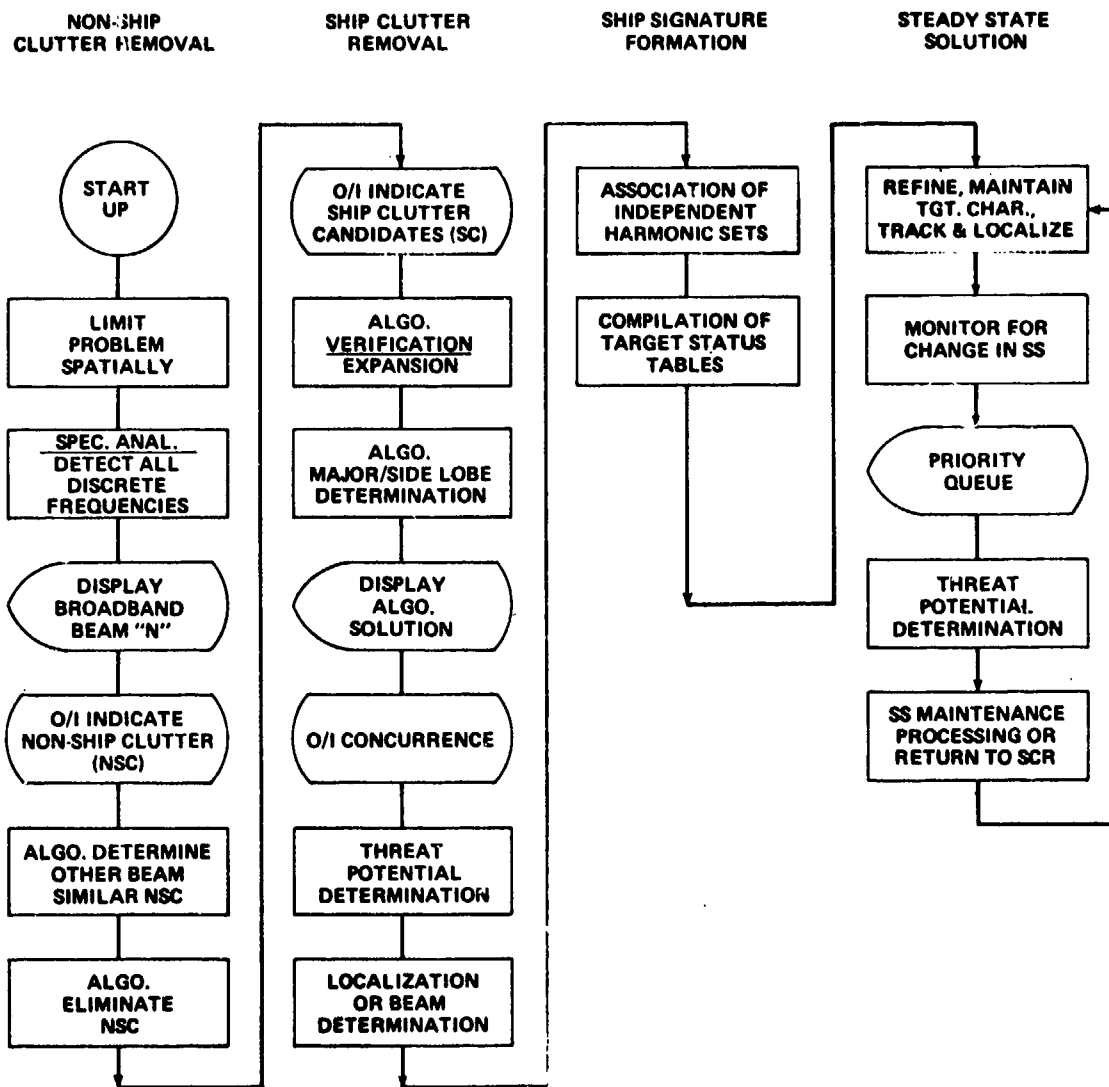 NON-SHIP
CLUTTER REMOVAL
START
UP
LIMIT
PROBLEM
SPATIALLY
SPEC. ANAL.
DETECT ALL
DISCRETE
FREQUENCIES
DISPLAY
BROADBAND
BEAM "N"
O/I INDICATE
NON-SHIP CLUTTER
(NSC)
ALGO. DETERMINE
OTHER BEAM
SIMILAR NSC
ALGO.
ELIMINATE
NSC
SHIP CLUTTER
REMOVAL
O/I INDICATE
SHIP CLUTTER
CANDIDATES (SC)
ALGO.
VERIFICATION
EXPANSION
ALGO.
MAJOR/SIDE LOBE
DETERMINATION
DISPLAY
ALGO.
SOLUTION
O/I CONCURRENCE
THREAT
POTENTIAL
DETERMINATION
LOCALIZATION
OR BEAM
DETERMINATION
SHIP SIGNATURE
FORMATION
ASSOCIATION OF
INDEPENDENT
HARMONIC SETS
COMPILATION OF
TARGET STATUS
TABLES
STEADY STATE
SOLUTION
REFINE, MAINTAIN
TGT. CHAR.,
TRACK & LOCALIZE
MONITOR FOR
CHANGE IN SS
PRIORITY
QUEUE
THREAT
POTENTIAL
DETERMINATION
SS MAINTENANCE
PROCESSING OR
RETURN TO SCR